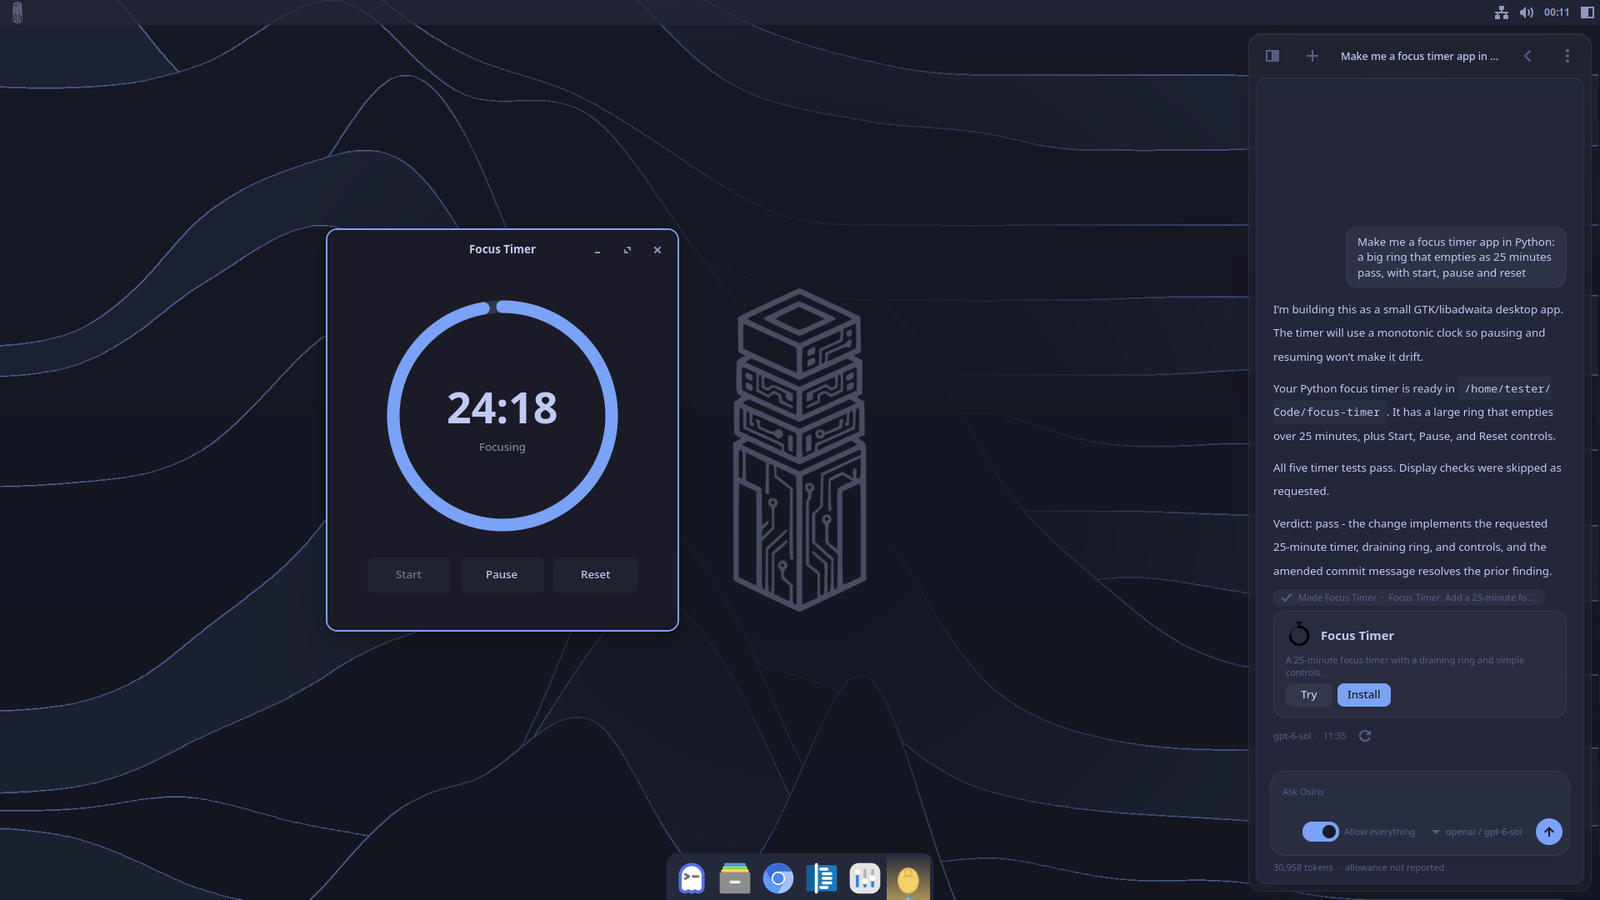 00:11
Focus Timer
24:18
Focusing
Start
Pause
Reset
Make me a focus timer app in ...
Make me a focus timer app in Python:
a big ring that empties as 25 minutes
pass, with start, pause and reset
I'm building this as a small GTK/libadwaita desktop app.
The timer will use a monotonic clock so pausing and
resuming won't make it drift.
Your Python focus timer is ready in /home/tester/
Code/focus-timer . It has a large ring that empties
over 25 minutes, plus Start, Pause, and Reset controls.
All five timer tests pass. Display checks were skipped as
requested.
Verdict: pass - the change implements the requested
25-minute timer, draining ring, and controls, and the
amended commit message resolves the prior finding.
Made Focus Timer · Focus Timer: Add a 25-minute fo...
Focus Timer
A 25-minute focus timer with a draining ring and simple
controls.
Try
Install
gpt-6-sol · 11:35
Ask Osiris
Allow everything
openai / gpt-6-sol
30,958 tokens · allowance not reported